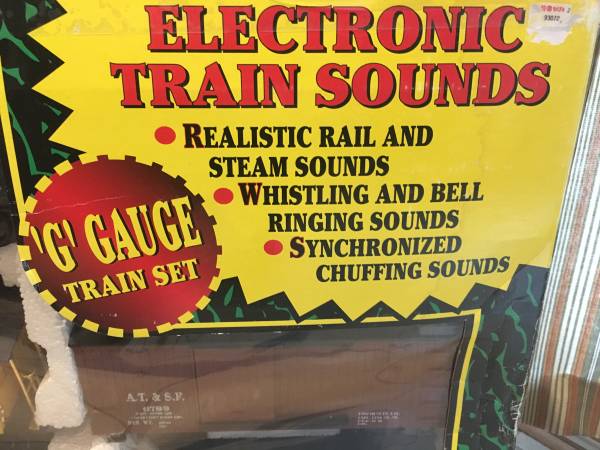 ELECTRONIC
TRAIN SOUNDS
REALISTIC RAIL AND
STEAM SOUNDS
WHISTLING AND BELL
RINGING SOUNDS
SYNCHRONIZED
CHUFFING SOUNDS
'G' GAUGE
TRAIN SET
A.T. & S.F.